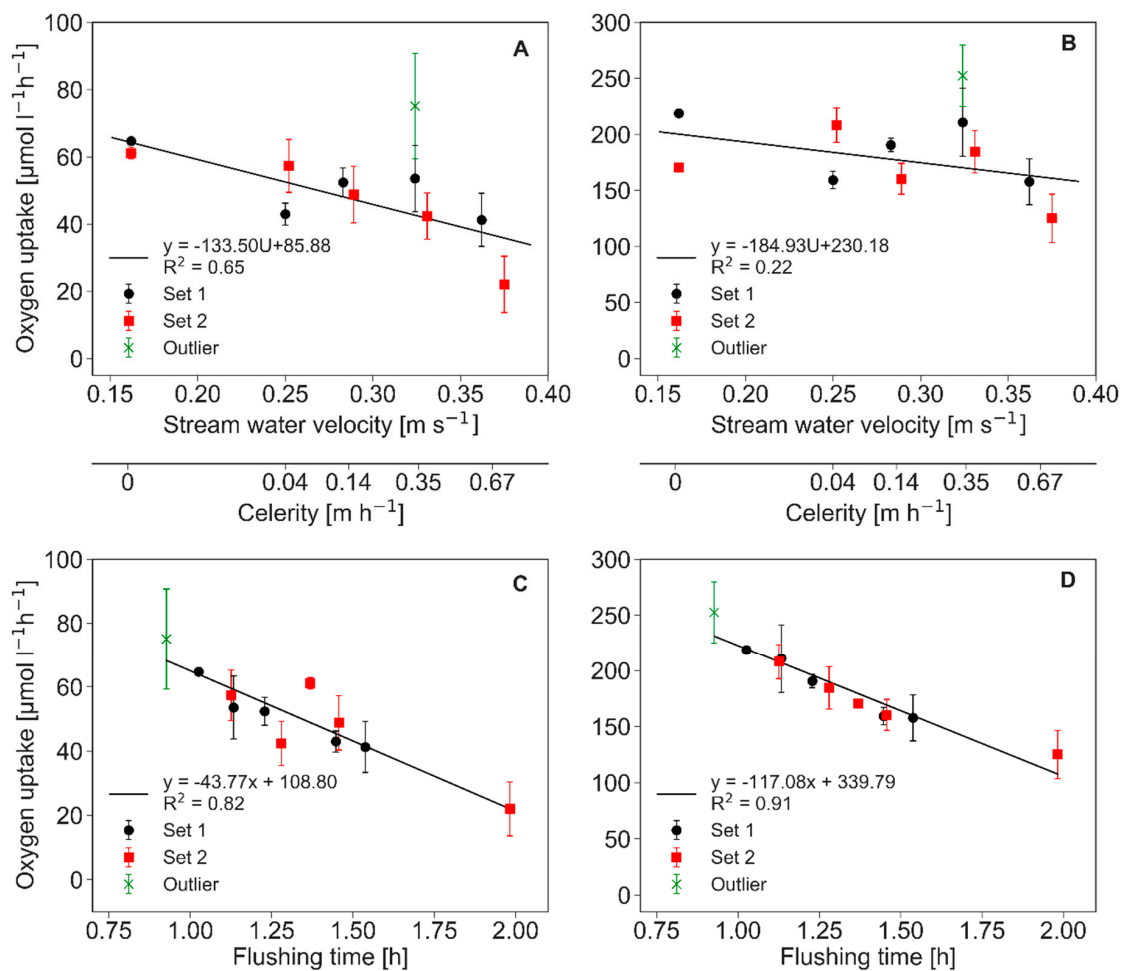 A
Oxygen uptake [μmol l⁻¹h⁻¹]
100
80
60
40
20
0
y = -133.50U+85.88
R² = 0.65
Set 1
Set 2
Outlier
0.15 0.20 0.25 0.30 0.35 0.40
Stream water velocity [m s⁻¹]
0 0.04 0.14 0.35 0.67
Celerity [m h⁻¹]
B
300
250
200
150
100
50
0
y = -184.93U+230.18
R² = 0.22
Set 1
Set 2
Outlier
0.15 0.20 0.25 0.30 0.35 0.40
Stream water velocity [m s⁻¹]
0 0.04 0.14 0.35 0.67
Celerity [m h⁻¹]
C
Oxygen uptake [μmol l⁻¹h⁻¹]
100
80
60
40
20
0
y = -43.77x + 108.80
R² = 0.82
Set 1
Set 2
Outlier
0.75 1.00 1.25 1.50 1.75 2.00
Flushing time [h]
D
300
250
200
150
100
50
0
y = -117.08x + 339.79
R² = 0.91
Set 1
Set 2
Outlier
0.75 1.00 1.25 1.50 1.75 2.00
Flushing time [h]